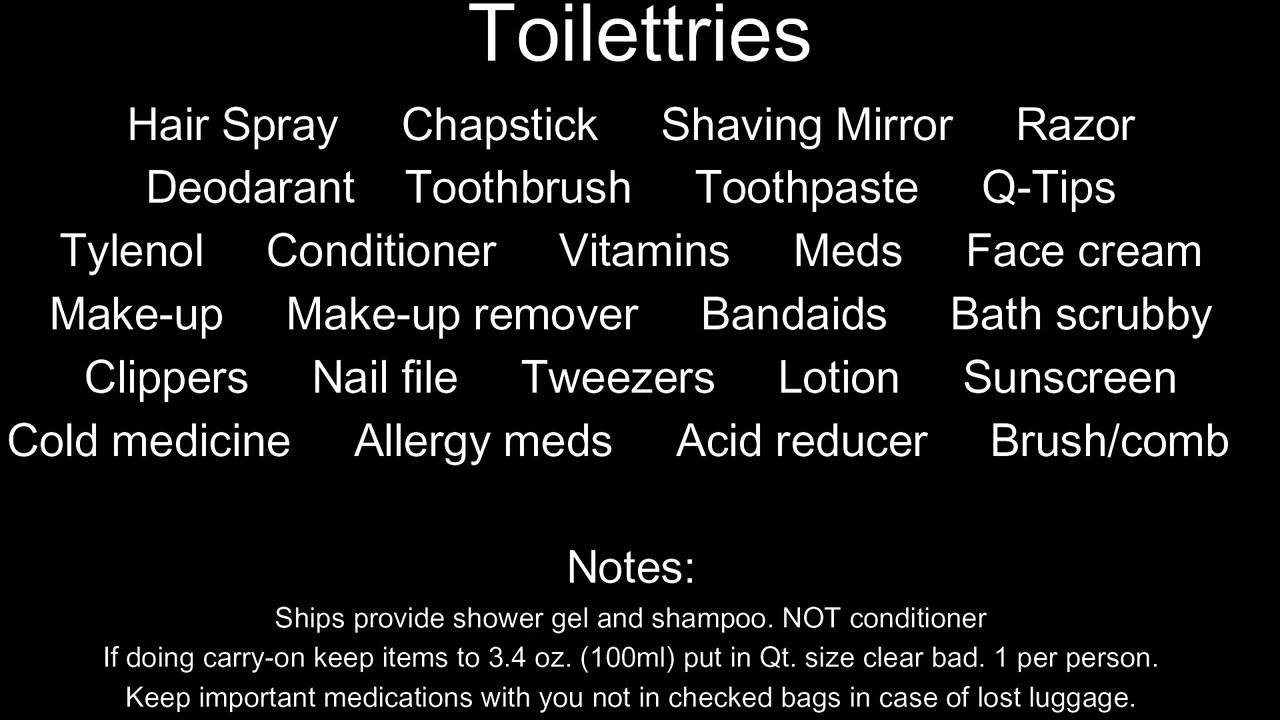 Toilettries
Hair Spray Chapstick Shaving Mirror Razor
Deodarant Toothbrush Toothpaste Q-Tips
Tylenol Conditioner Vitamins Meds Face cream
Make-up Make-up remover Bandaids Bath scrubby
Clippers Nail file Tweezers Lotion Sunscreen
Cold medicine Allergy meds Acid reducer Brush/comb
Notes:
Ships provide shower gel and shampoo. NOT conditioner
If doing carry-on keep items to 3.4 oz. (100ml) put in Qt. size clear bad. 1 per person.
Keep important medications with you not in checked bags in case of lost luggage.